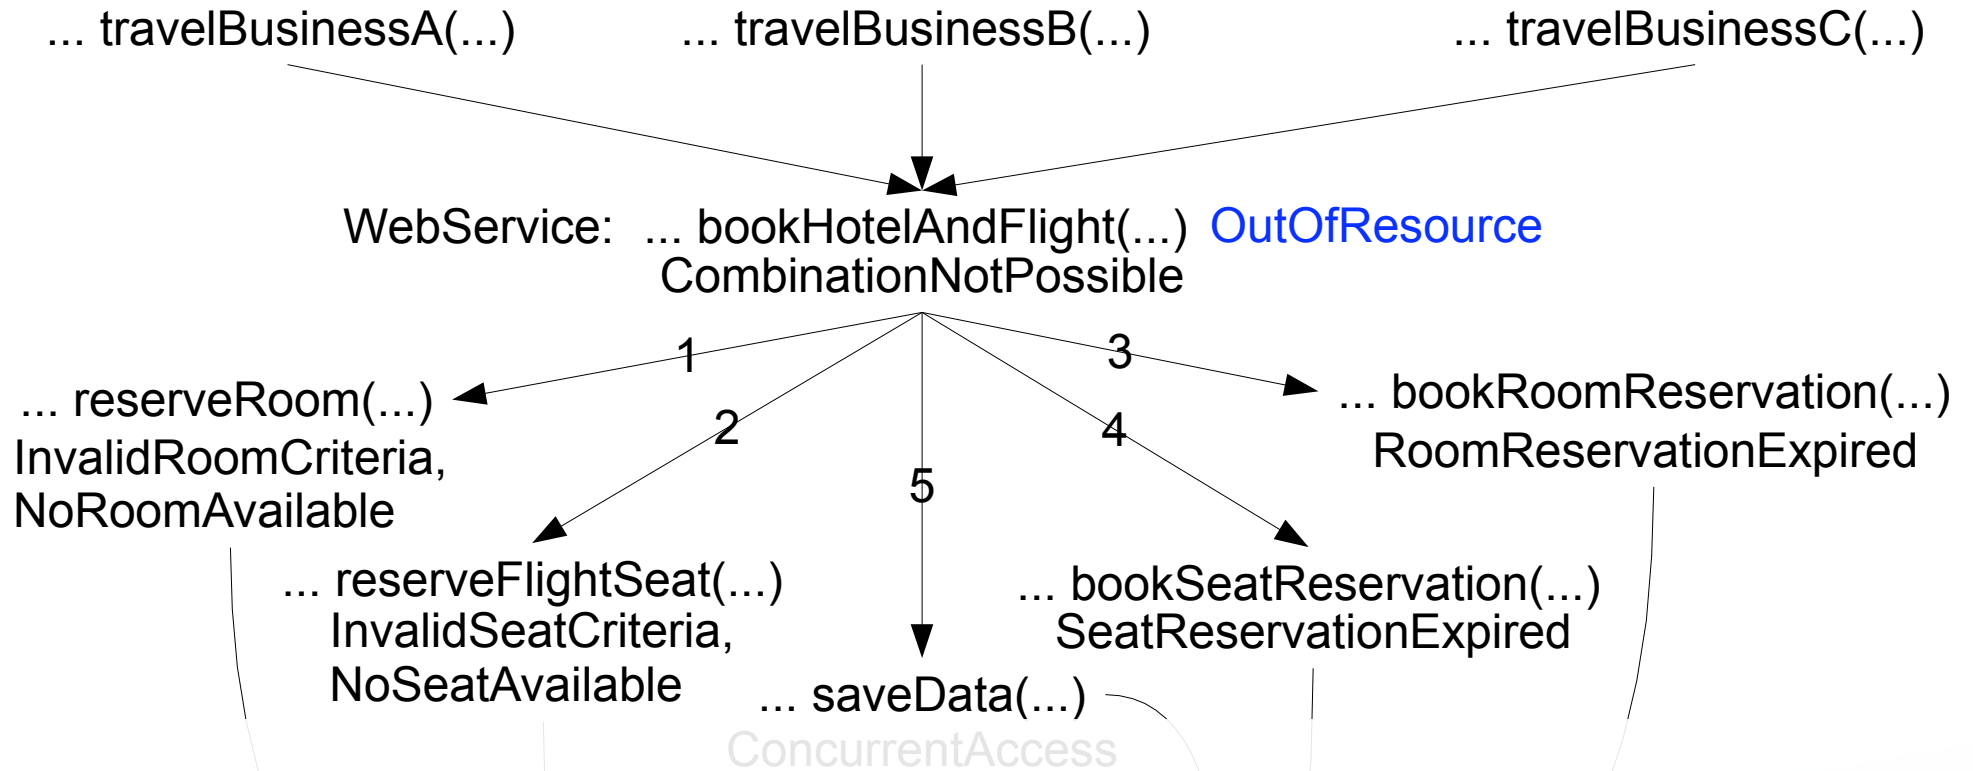 ... travelBusinessA(...)
... travelBusinessB(...)
... travelBusinessC(...)
WebService: ... bookHotelAndFlight(...) OutOfResource
CombinationNotPossible
1
3
... reserveRoom(...)
... bookRoomReservation(...)
2
4
InvalidRoomCriteria,
RoomReservationExpired
5
NoRoomAvailable
... reserveFlightSeat(...)
... bookSeatReservation(...)
InvalidSeatCriteria,
SeatReservationExpired
NoSeatAvailable
... saveData(...)
ConcurrentAccess